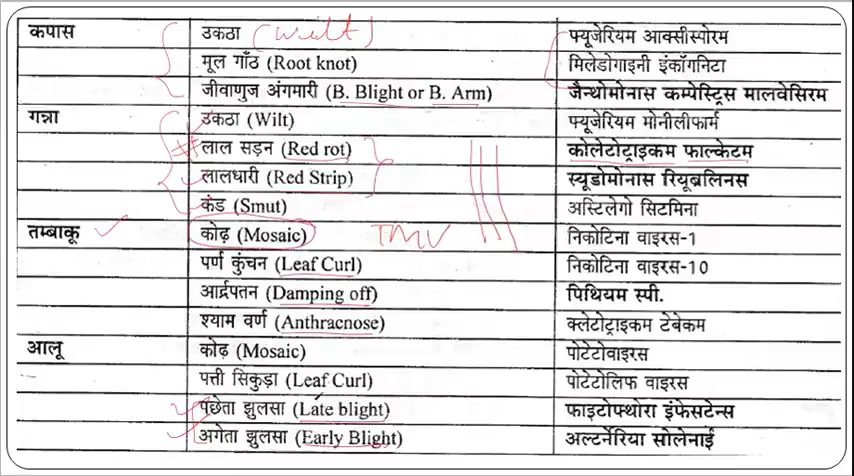 कपास उकठा (Wilt) फ्यूजेरियम आक्सीस्पोरम
मूल गाँठ (Root knot) मिलेडोगाइनी इंकॉगनिटा
जीवाणुज अंगमारी (B. Blight or B. Arm) जैन्थोमोनास कम्पेस्ट्रिस मालवेसिरम
गन्ना उकठा (Wilt) फ्यूजेरियम मोनीलीफार्म
लाल सड़न (Red rot) कोलेटोट्राइकम फाल्केटम
लालधारी (Red Strip) स्यूडोमोनास रियूब्रलिनस
कंड (Smut) अस्टिलेगो सिटमिना
तम्बाकू कोढ़ (Mosaic) TMV निकोटिना वाइरस-1
पर्ण कुंचन (Leaf Curl) निकोटिना वाइरस-10
आर्द्रपतन (Damping off) पिथियम स्पी.
श्याम वर्ण (Anthracnose) क्लेटोट्राइकम टेबेकम
आलू कोढ़ (Mosaic) पोटेटोवाइरस
पत्ती सिकुड़ा (Leaf Curl) पोटेटोलिफ वाइरस
पछेता झुलसा (Late blight) फाइटोफ्थोरा इंफेसटेन्स
अगेता झुलसा (Early Blight) अल्टर्नेरिया सोलेनाई